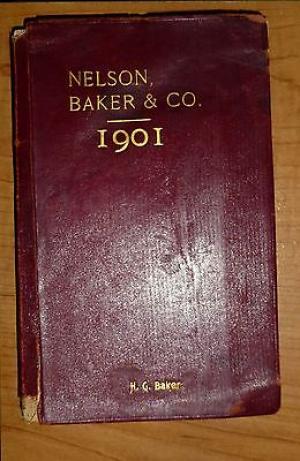 NELSON,
BAKER & CO.
1901
H. G. Baker